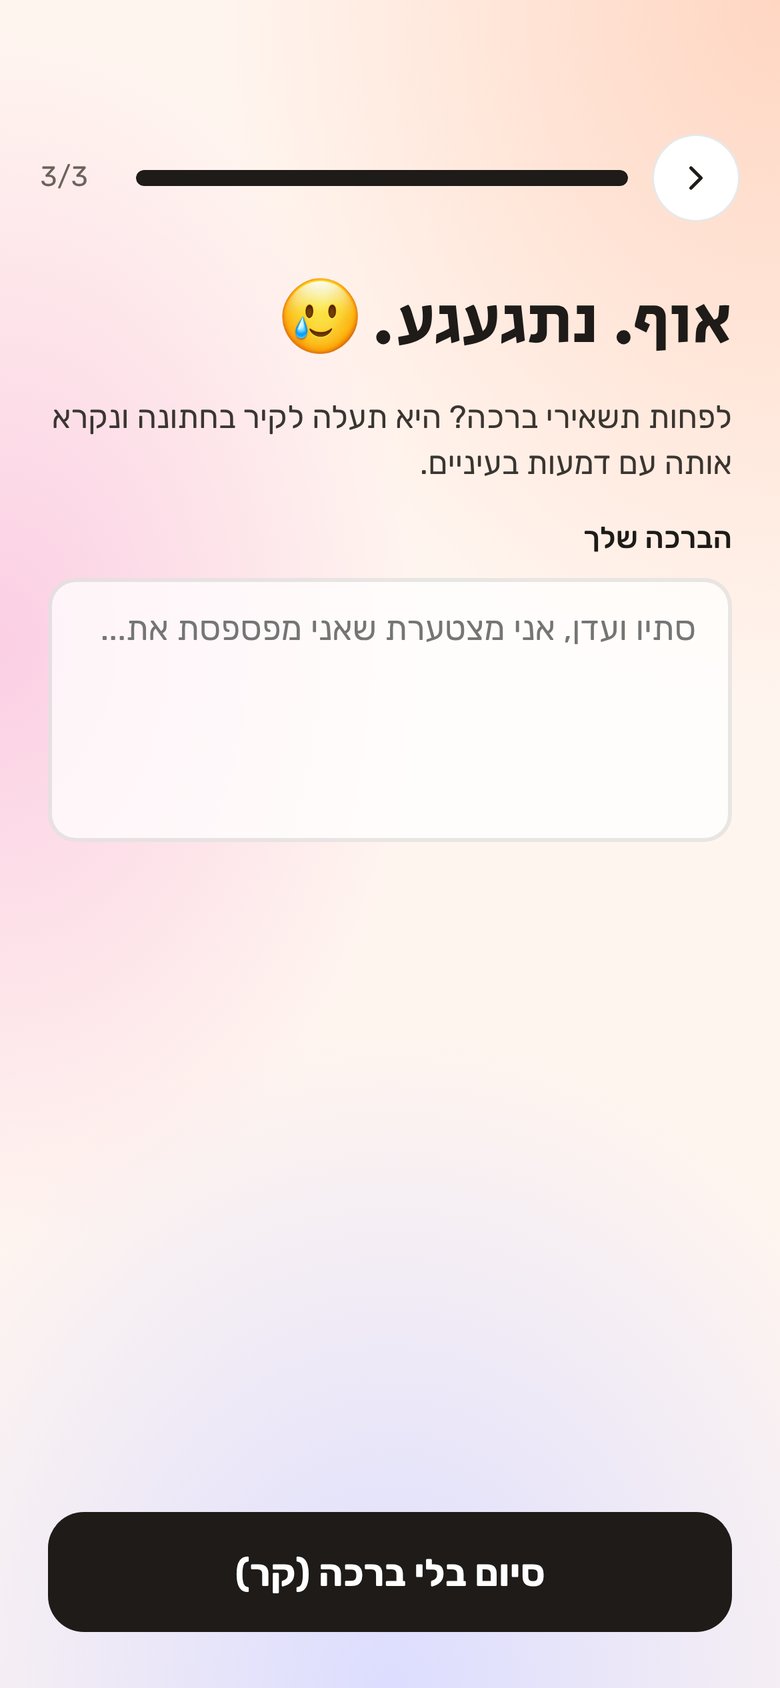 3/3
אוף. נתגעגע. 🥲
לפחות תשאירי ברכה? היא תעלה לקיר בחתונה ונקרא
אותה עם דמעות בעיניים.
הברכה שלך
סתיו ועדן, אני מצטערת שאני מפספסת את...
סיום בלי ברכה (קר)